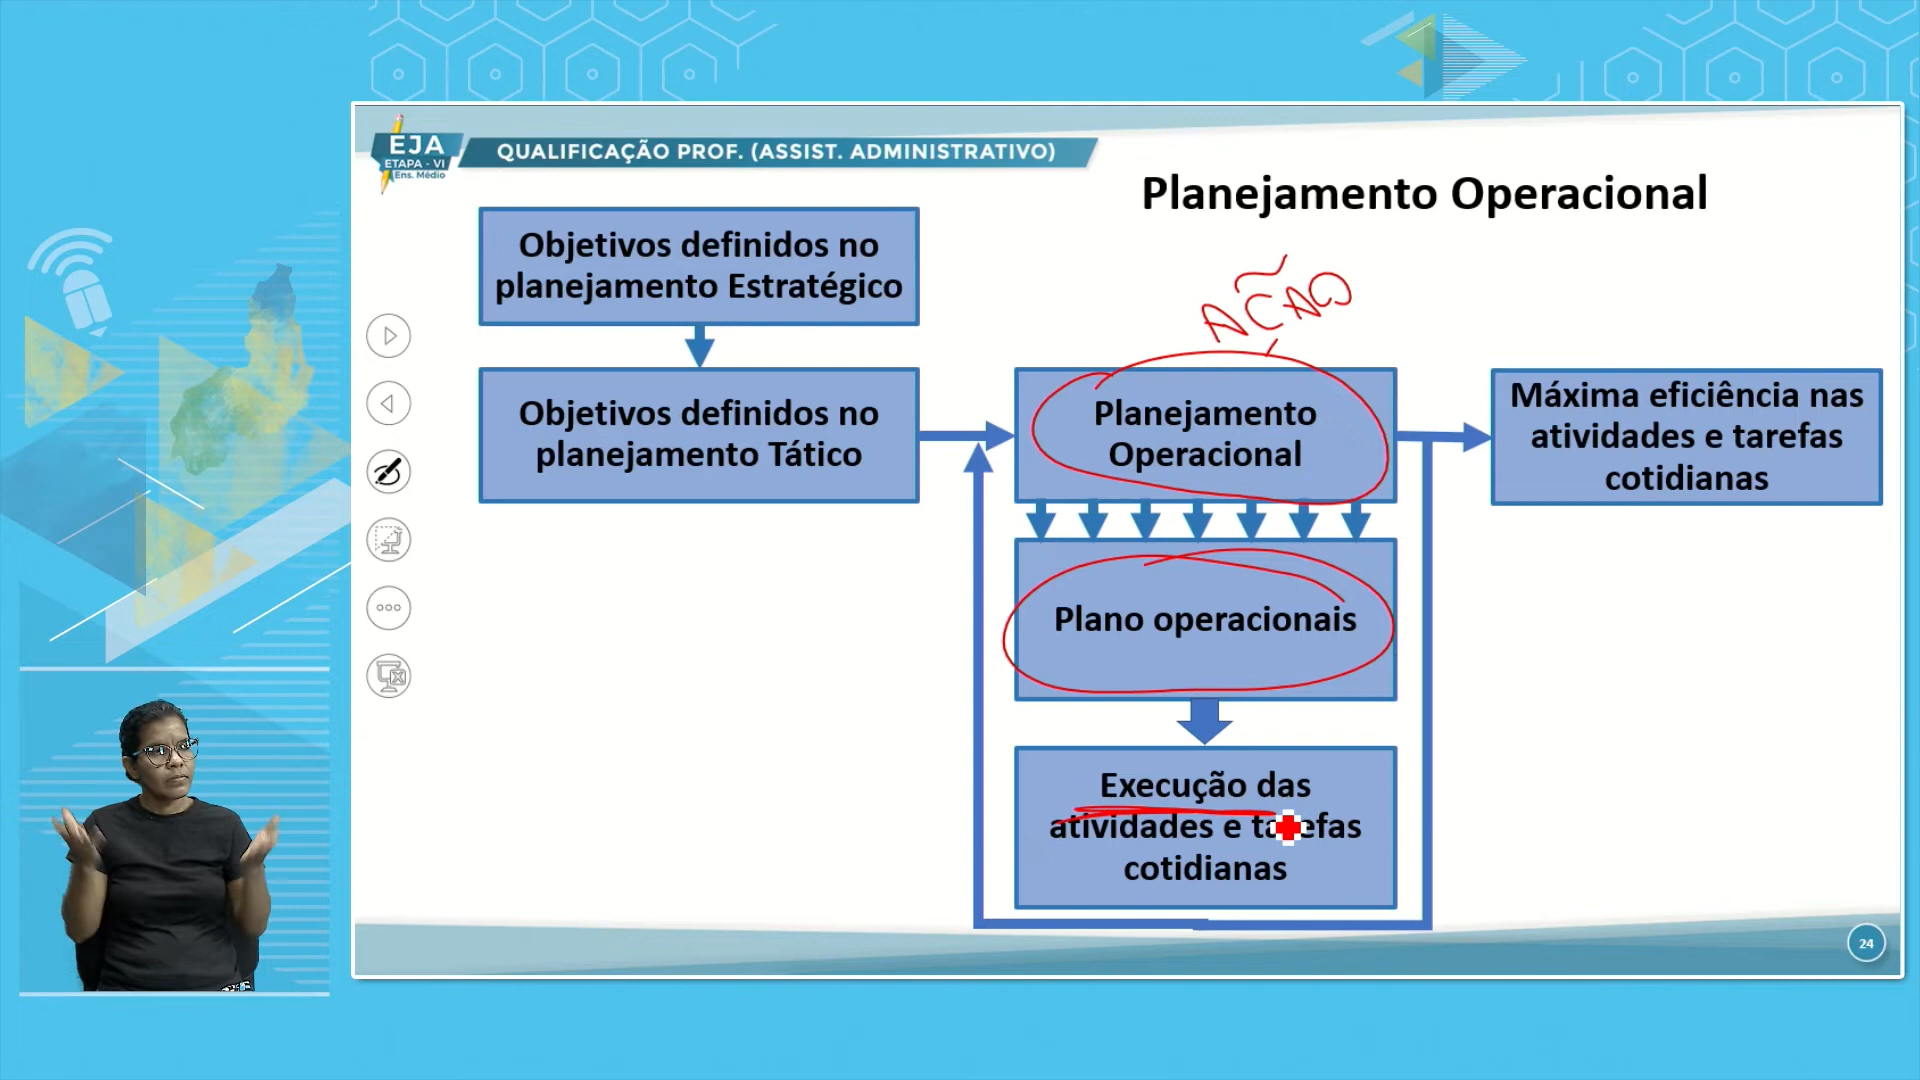 EJA
ETAPA - VI
Ens. Médio
QUALIFICAÇÃO PROF. (ASSIST. ADMINISTRATIVO)
Planejamento Operacional
Objetivos definidos no
planejamento Estratégico
AÇÃO
Objetivos definidos no
planejamento Tático
Planejamento
Operacional
Máxima eficiência nas
atividades e tarefas
cotidianas
Plano operacionais
Execução das
atividades e tarefas
cotidianas
24